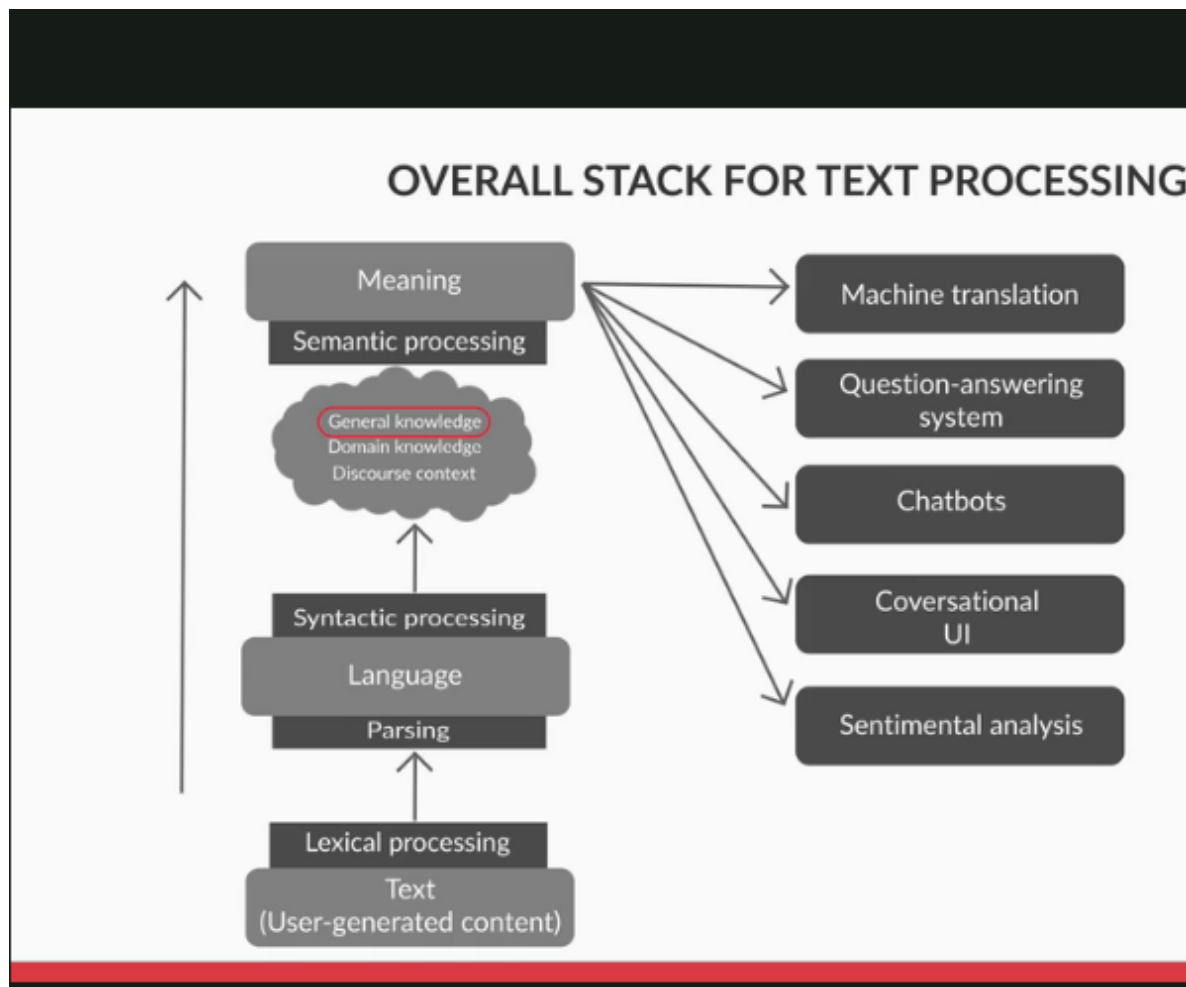 OVERALL STACK FOR TEXT PROCESSING
Meaning
Semantic processing
General knowledge
Domain knowledge
Discourse context
Syntactic processing
Language
Parsing
Lexical processing
Text
(User-generated content)
Machine translation
Question-answering
system
Chatbots
Coversational
UI
Sentimental analysis